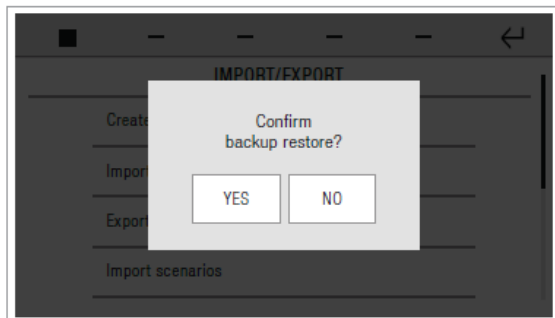 IMPORT/EXPORT
Create
Confirm
backup restore?
Import
YES
NO
Export
Import scenarios